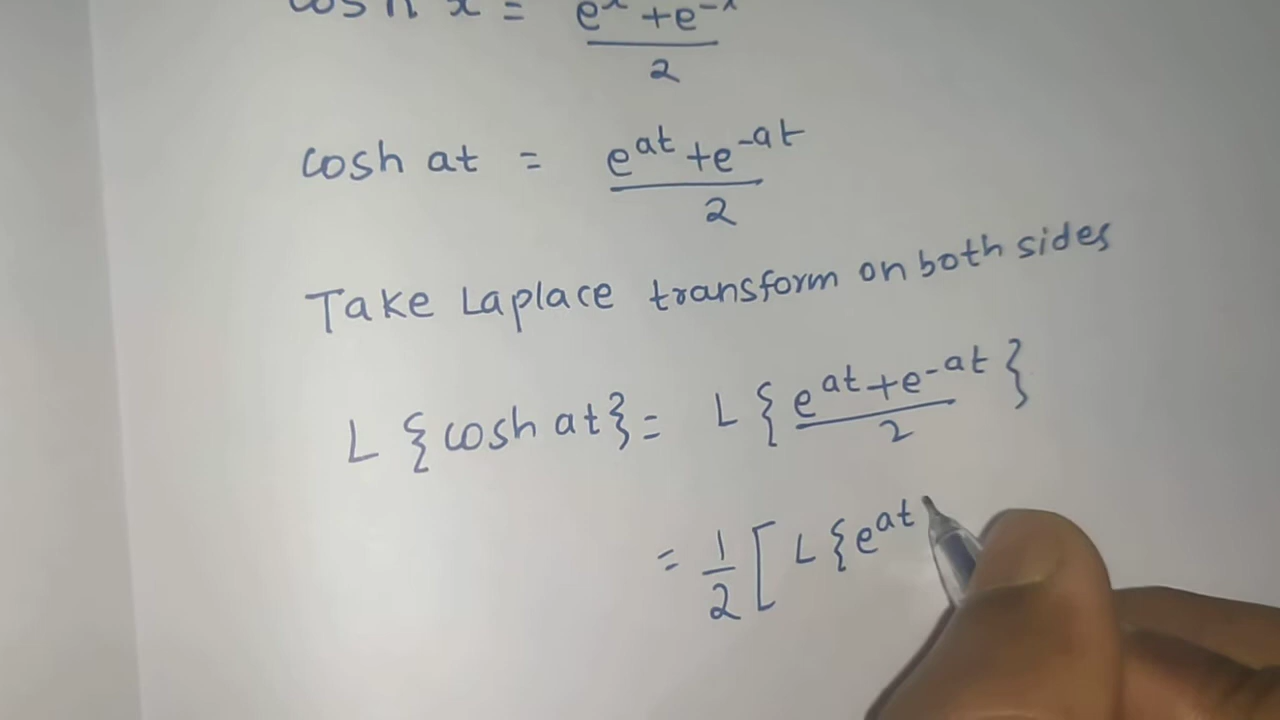 cosh x = e^x + e^-x / 2
cosh at = e^at + e^-at / 2
Take Laplace transform on both sides
L {cosh at} = L { e^at + e^-at / 2 }
= 1/2 [ L {e^at